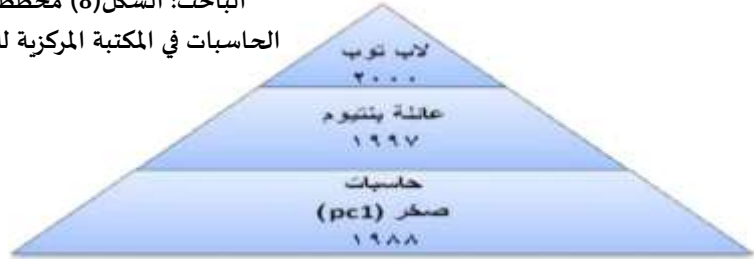 الباحث: الشكل(8) مخطط
الحاسبات في المكتبة المركزية
لاب توب
٢٠٠٠
عائلة بنتيوم
١٩٩٧
حاسبات
صخر (pc1)
١٩٨٨